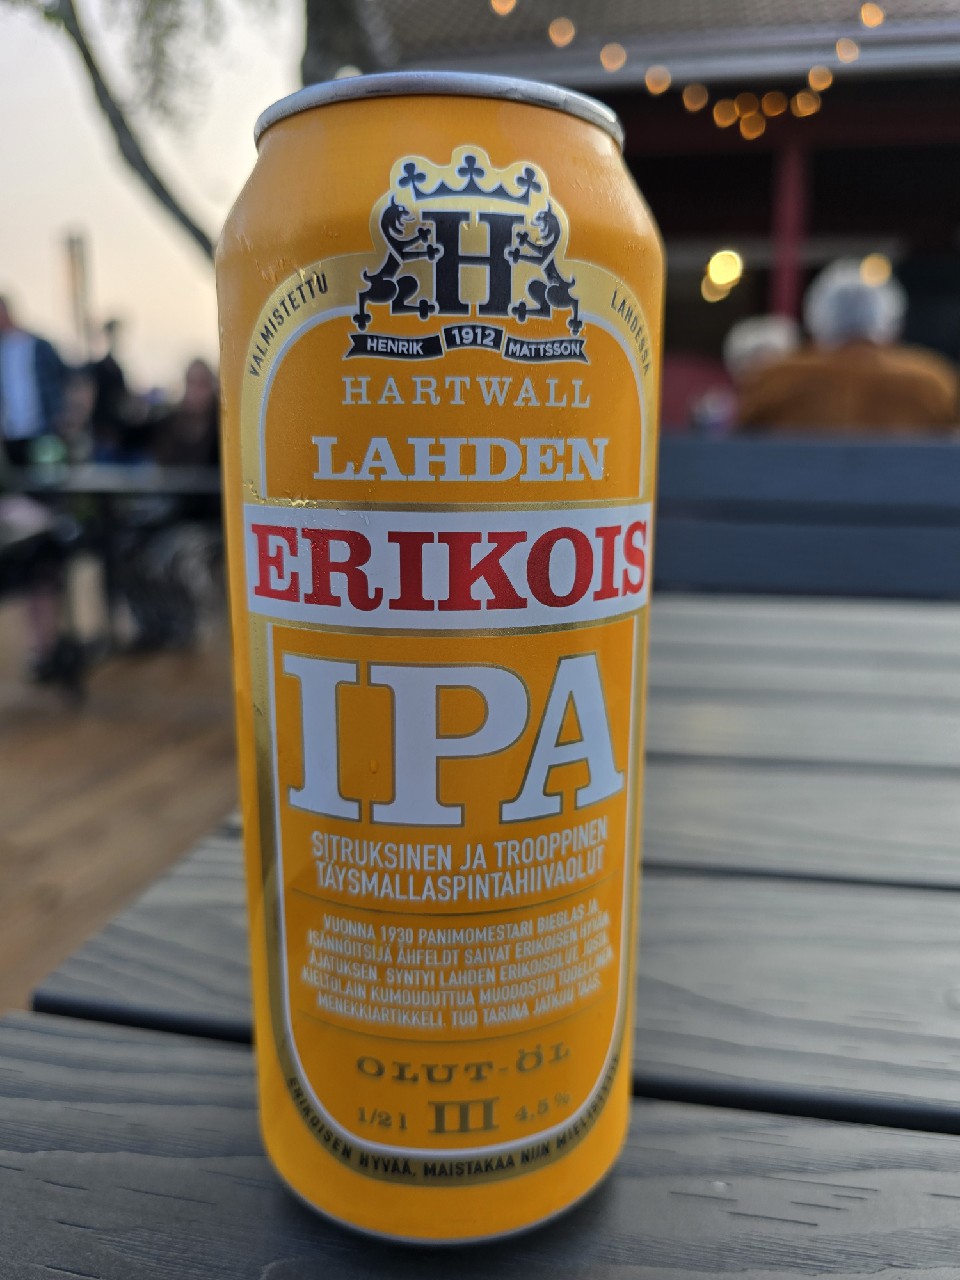 VALMISTETTU
LAHDESSA
H
HENRIK 1912 MATTSSON
HARTWALL
LAHDEN
ERIKOIS
IPA
SITRUKSINEN JA TROOPPINEN
TÄYSMALLASPINTAHIIVAOLUT
VUONNA 1930 PANIMOMESTARI BIEGLAS JA
ISÄNNÖITSIJÄ ÅHFELDT SAIVAT ERIKOISEN HYVÄN
AJATUKSEN. SYNTYI LAHDEN ERIKOISOLUT, JOSTA
KIELTOLAIN KUMOUDUTTUA MUODOSTUI TODELLINEN
MENEKKIARTIKKELI. TUO TARINA JATKUU TAAS.
OLUT-ÖL
1/2 l III 4,5%
ERIKOISEN HYVÄÄ, MAISTAKAA NIIN